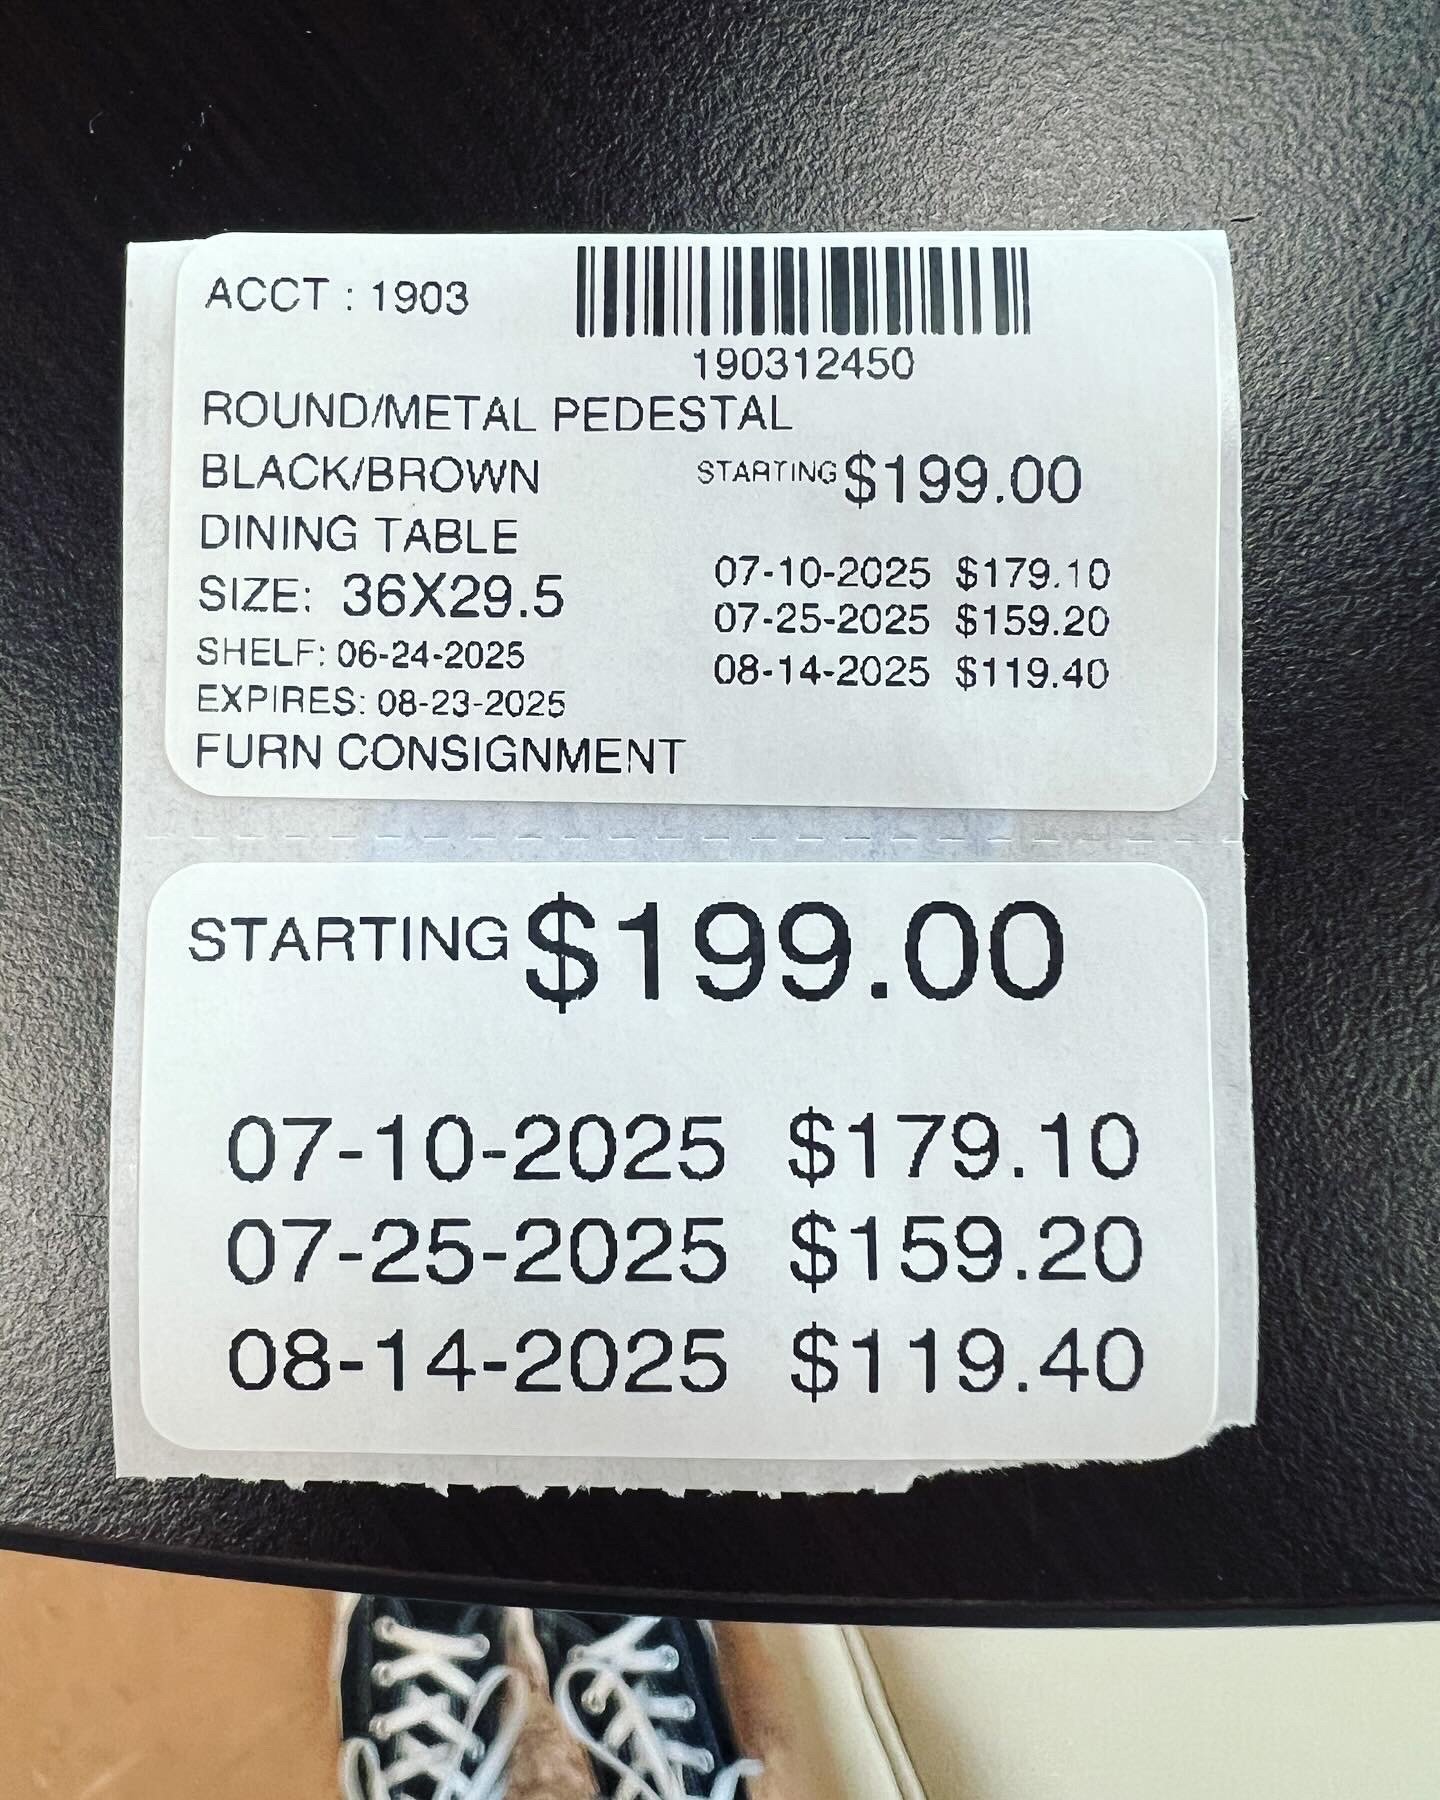 ACCT : 1903
190312450
ROUND/METAL PEDESTAL
BLACK/BROWN STARTING $199.00
DINING TABLE
SIZE: 36X29.5 07-10-2025 $179.10
07-25-2025 $159.20
SHELF: 06-24-2025 08-14-2025 $119.40
EXPIRES: 08-23-2025
FURN CONSIGNMENT
STARTING $199.00
07-10-2025 $179.10
07-25-2025 $159.20
08-14-2025 $119.40